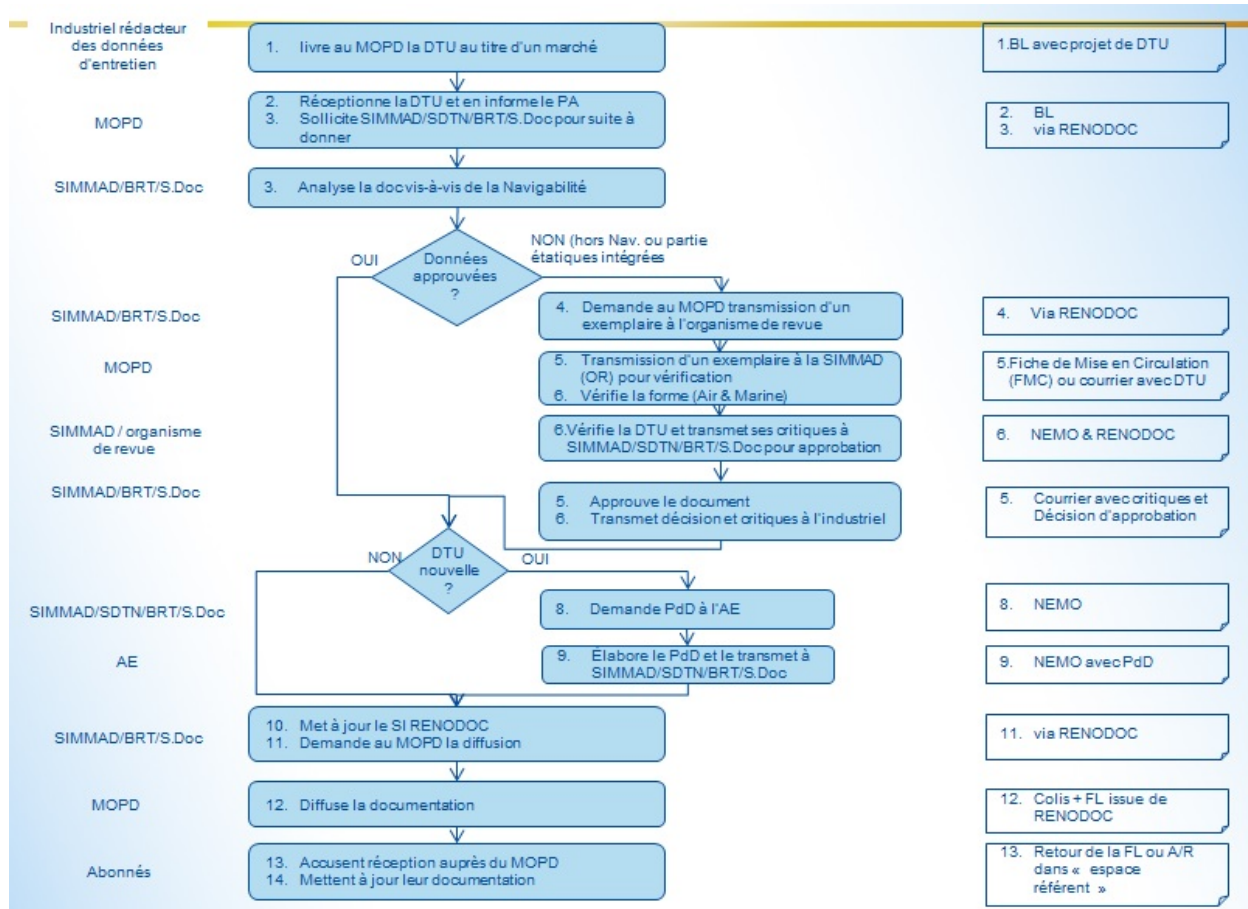 Industriel rédacteur
des données
d'entretien
1. livre au MOPD la DTU au titre d'un marché
1.BL avec projet de DTU
MOPD
2. Réceptionne la DTU et en informe le PA
3. Sollicite SIMMAD/SDTN/BRT/S.Doc pour suite à
donner
2. BL
3. via RENODOC
SIMMAD/BRT/S.Doc
3. Analyse la doc vis-à-vis de la Navigabilité
OUI
Données
approuvées
?
NON (hors Nav. ou partie
étatiques intégrées
SIMMAD/BRT/S.Doc
4. Demande au MOPD transmission d'un
exemplaire à l'organisme de revue
4. Via RENODOC
MOPD
5. Transmission d'un exemplaire à la SIMMAD
(OR) pour vérification
6. Vérifie la forme (Air & Marine)
5.Fiche de Mise en Circulation
(FMC) ou courrier avec DTU
SIMMAD / organisme
de revue
6.Vérifie la DTU et transmet ses critiques à
SIMMAD/SDTN/BRT/S.Doc pour approbation
6. NEMO & RENODOC
SIMMAD/BRT/S.Doc
5. Approuve le document
6. Transmet décision et critiques à l'industriel
5. Courrier avec critiques et
Décision d'approbation
NON
DTU
nouvelle
?
OUI
SIMMAD/SDTN/BRT/S.Doc
8. Demande PdD à l'AE
8. NEMO
AE
9. Élabore le PdD et le transmet à
SIMMAD/SDTN/BRT/S.Doc
9. NEMO avec PdD
SIMMAD/BRT/S.Doc
10. Met à jour le SI RENODOC
11. Demande au MOPD la diffusion
11. via RENODOC
MOPD
12. Diffuse la documentation
12. Colis + FL issue de
RENODOC
Abonnés
13. Accusent réception auprès du MOPD
14. Mettent à jour leur documentation
13. Retour de la FL ou A/R
dans « espace
référent »